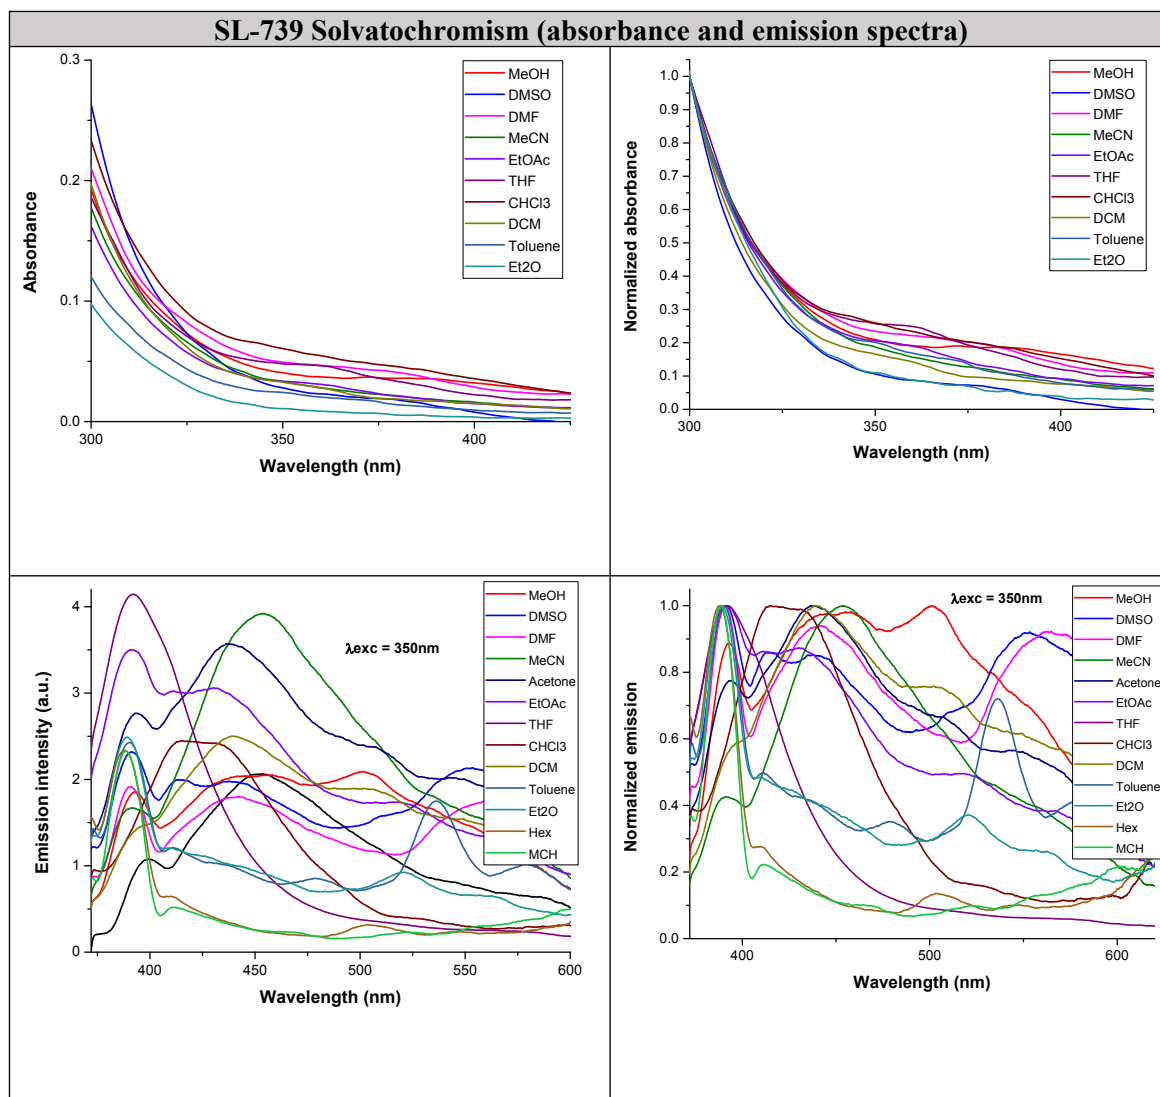 SL-739 Solvatochromism (absorbance and emission spectra)
0.3
0.2
0.1
0.0
300
350
400
Absorbance
Wavelength (nm)
MeOH
DMSO
DMF
MeCN
EtOAc
THF
CHCl3
DCM
Toluene
Et2O
1.0
0.9
0.8
0.7
0.6
0.5
0.4
0.3
0.2
0.1
0.0
300
350
400
Normalized absorbance
Wavelength (nm)
MeOH
DMSO
DMF
MeCN
EtOAc
THF
CHCl3
DCM
Toluene
Et2O
4
3
2
1
0
400
450
500
550
600
Emission intensity (a.u.)
Wavelength (nm)
λexc = 350nm
MeOH
DMSO
DMF
MeCN
Acetone
EtOAc
THF
CHCl3
DCM
Toluene
Et2O
Hex
MCH
1.0
0.8
0.6
0.4
0.2
0.0
400
500
600
Normalized emission
Wavelength (nm)
λexc = 350nm
MeOH
DMSO
DMF
MeCN
Acetone
EtOAc
THF
CHCl3
DCM
Toluene
Et2O
Hex
MCH